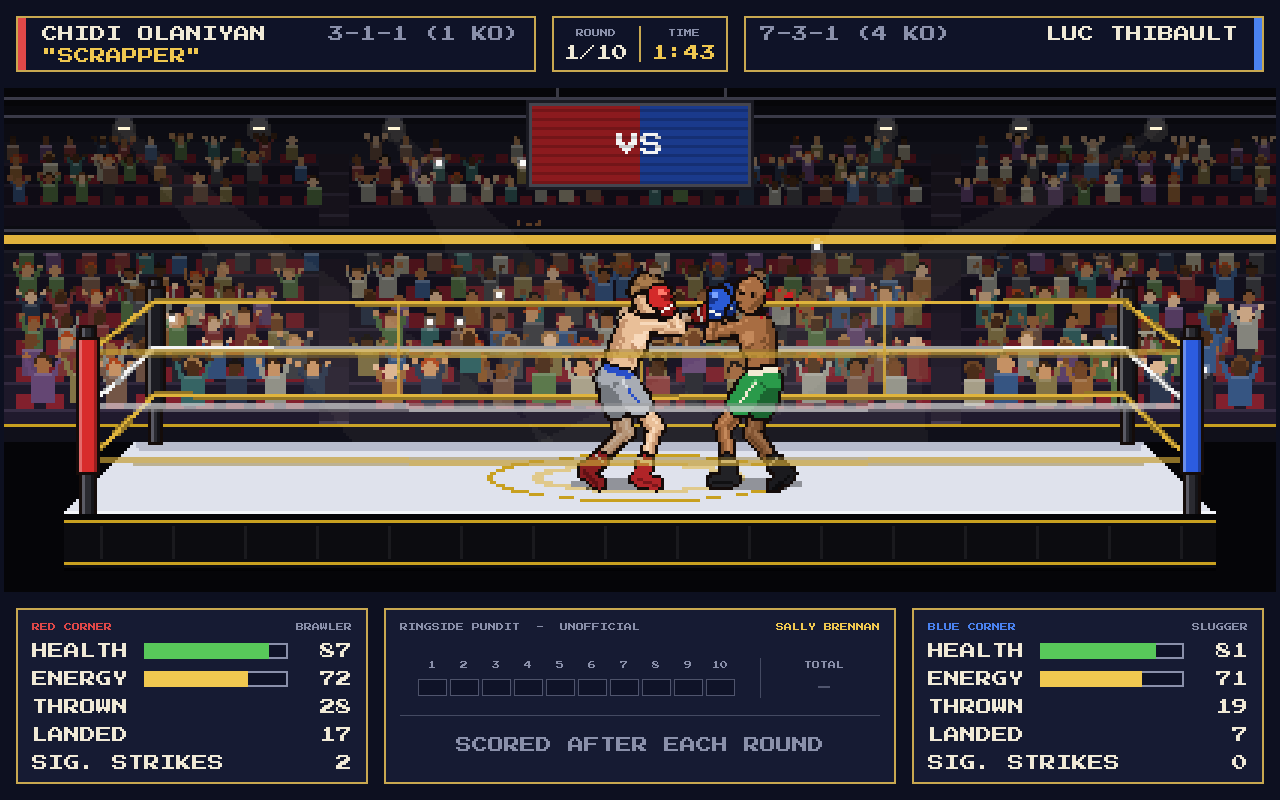 CHIDI OLANIYAN 3-1-1 (1 KO)
"SCRAPPER"
ROUND TIME
1/10 1:43
7-3-1 (4 KO) LUC THIBAULT
VS
RED CORNER BRAWLER
HEALTH 87
ENERGY 72
THROWN 28
LANDED 17
SIG. STRIKES 2
RINGSIDE PUNDIT - UNOFFICIAL SALLY BRENNAN
1 2 3 4 5 6 7 8 9 10 TOTAL
—
SCORED AFTER EACH ROUND
BLUE CORNER SLUGGER
HEALTH 81
ENERGY 71
THROWN 19
LANDED 7
SIG. STRIKES 0